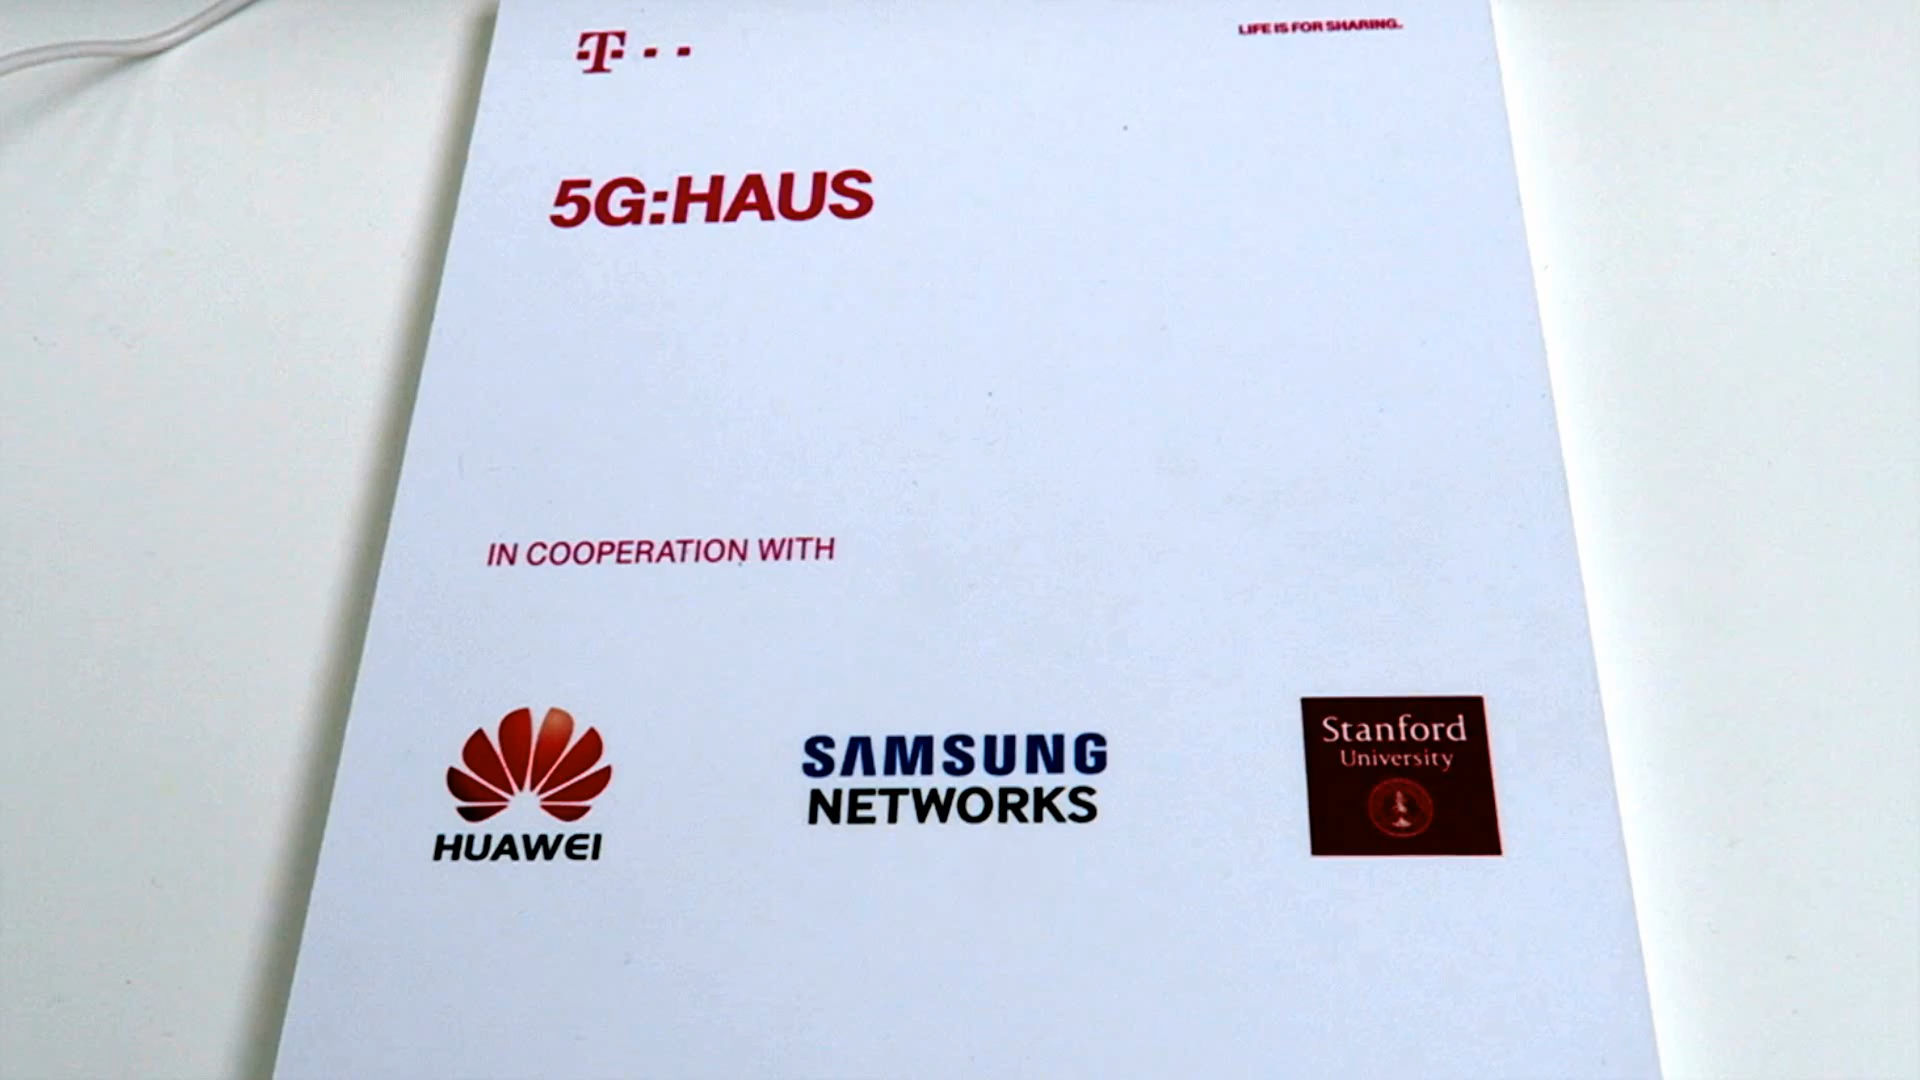 T
LIFE IS FOR SHARING.
5G:HAUS
IN COOPERATION WITH
HUAWEI
SAMSUNG
NETWORKS
Stanford
University